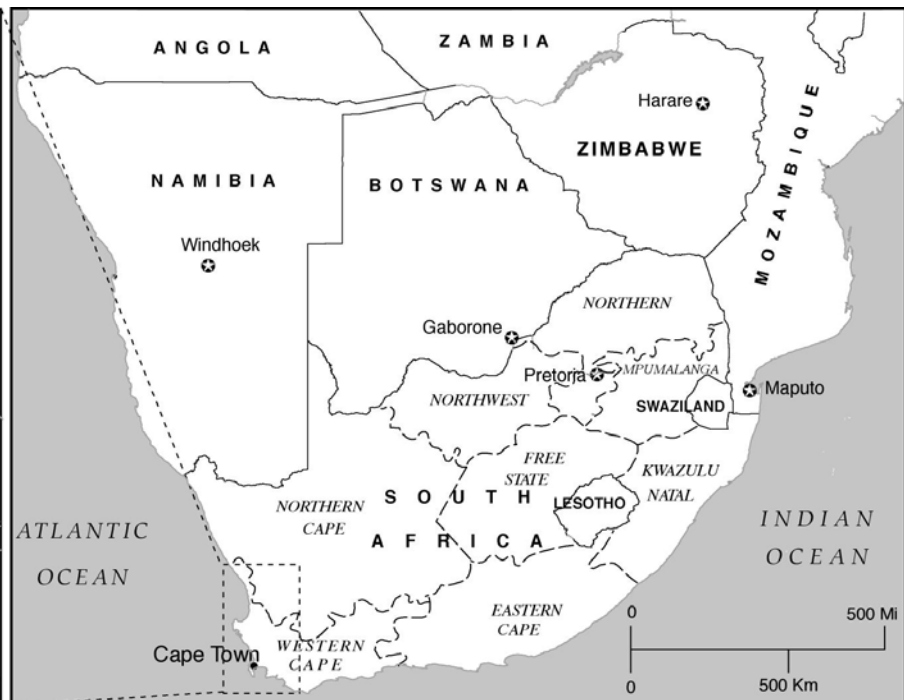 ANGOLA
ZAMBIA
Harare
ZIMBABWE
MOZAMBIQUE
NAMIBIA
BOTSWANA
Windhoek
NORTHERN
Gaborone
Pretorja
MPUMALANGA
Maputo
NORTHWEST
SWAZILAND
FREE
STATE
KWAZULU
NATAL
NORTHERN
CAPE
SOUTH
AFRICA
LESOTHO
ATLANTIC
OCEAN
INDIAN
OCEAN
EASTERN
CAPE
WESTERN
CAPE
Cape Town
0 500 Mi
0 500 Km